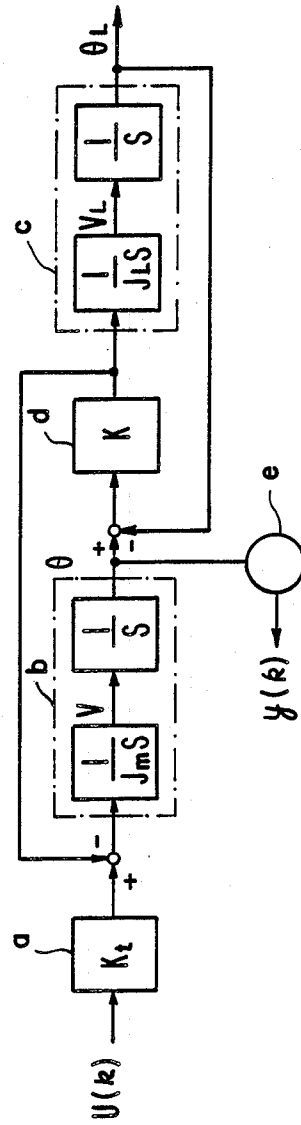 U(k)
a
Kt
+
-
b
1
JmS
V
1
S
θ
+
-
d
K
c
1
JLS
VL
1
S
θL
e
y(k)